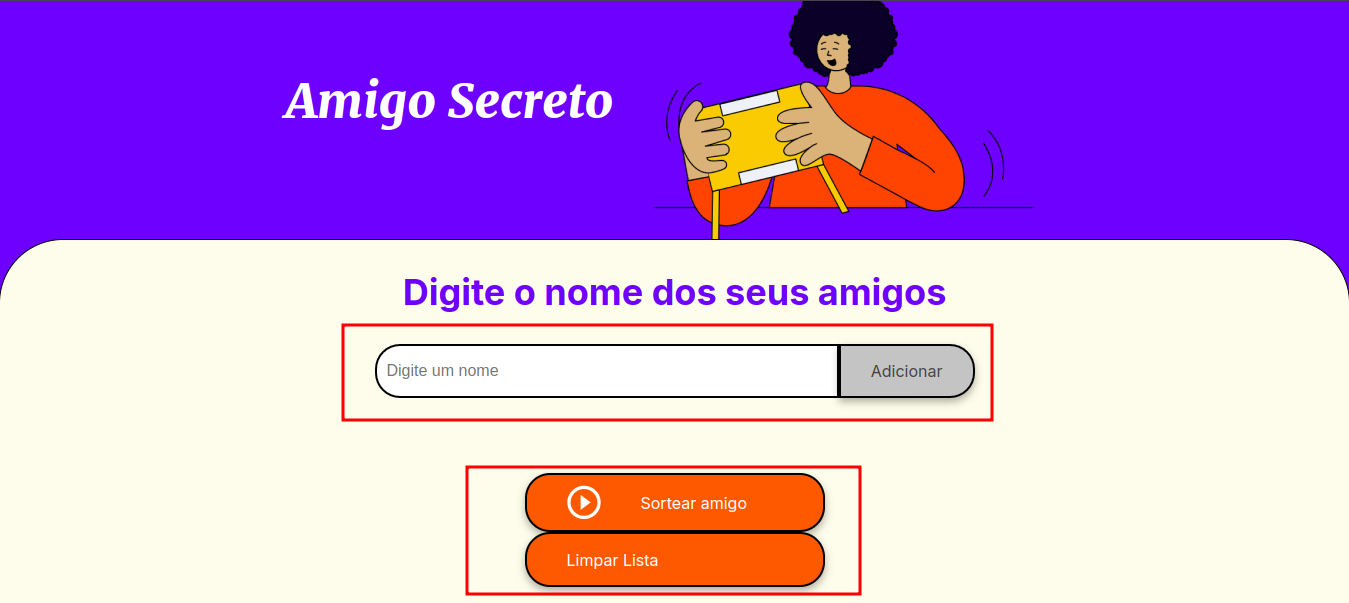 Amigo Secreto
Digite o nome dos seus amigos
Digite um nome
Adicionar
Sortear amigo
Limpar Lista